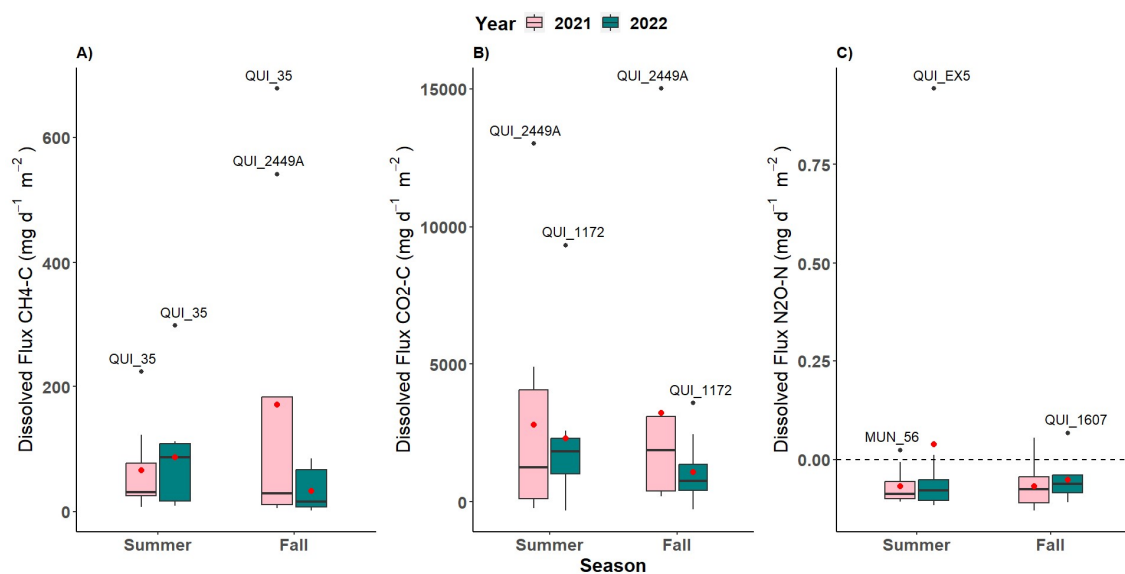 Year 2021 2022
A)
Dissolved Flux CH4-C (mg d⁻¹ m⁻²)
600
400
200
0
QUI_35
QUI_2449A
QUI_35
QUI_35
Summer Fall
B)
Dissolved Flux CO2-C (mg d⁻¹ m⁻²)
15000
10000
5000
0
QUI_2449A
QUI_2449A
QUI_1172
QUI_1172
Summer Fall
C)
Dissolved Flux N2O-N (mg d⁻¹ m⁻²)
0.75
0.50
0.25
0.00
QUI_EX5
MUN_56
QUI_1607
Summer Fall
Season